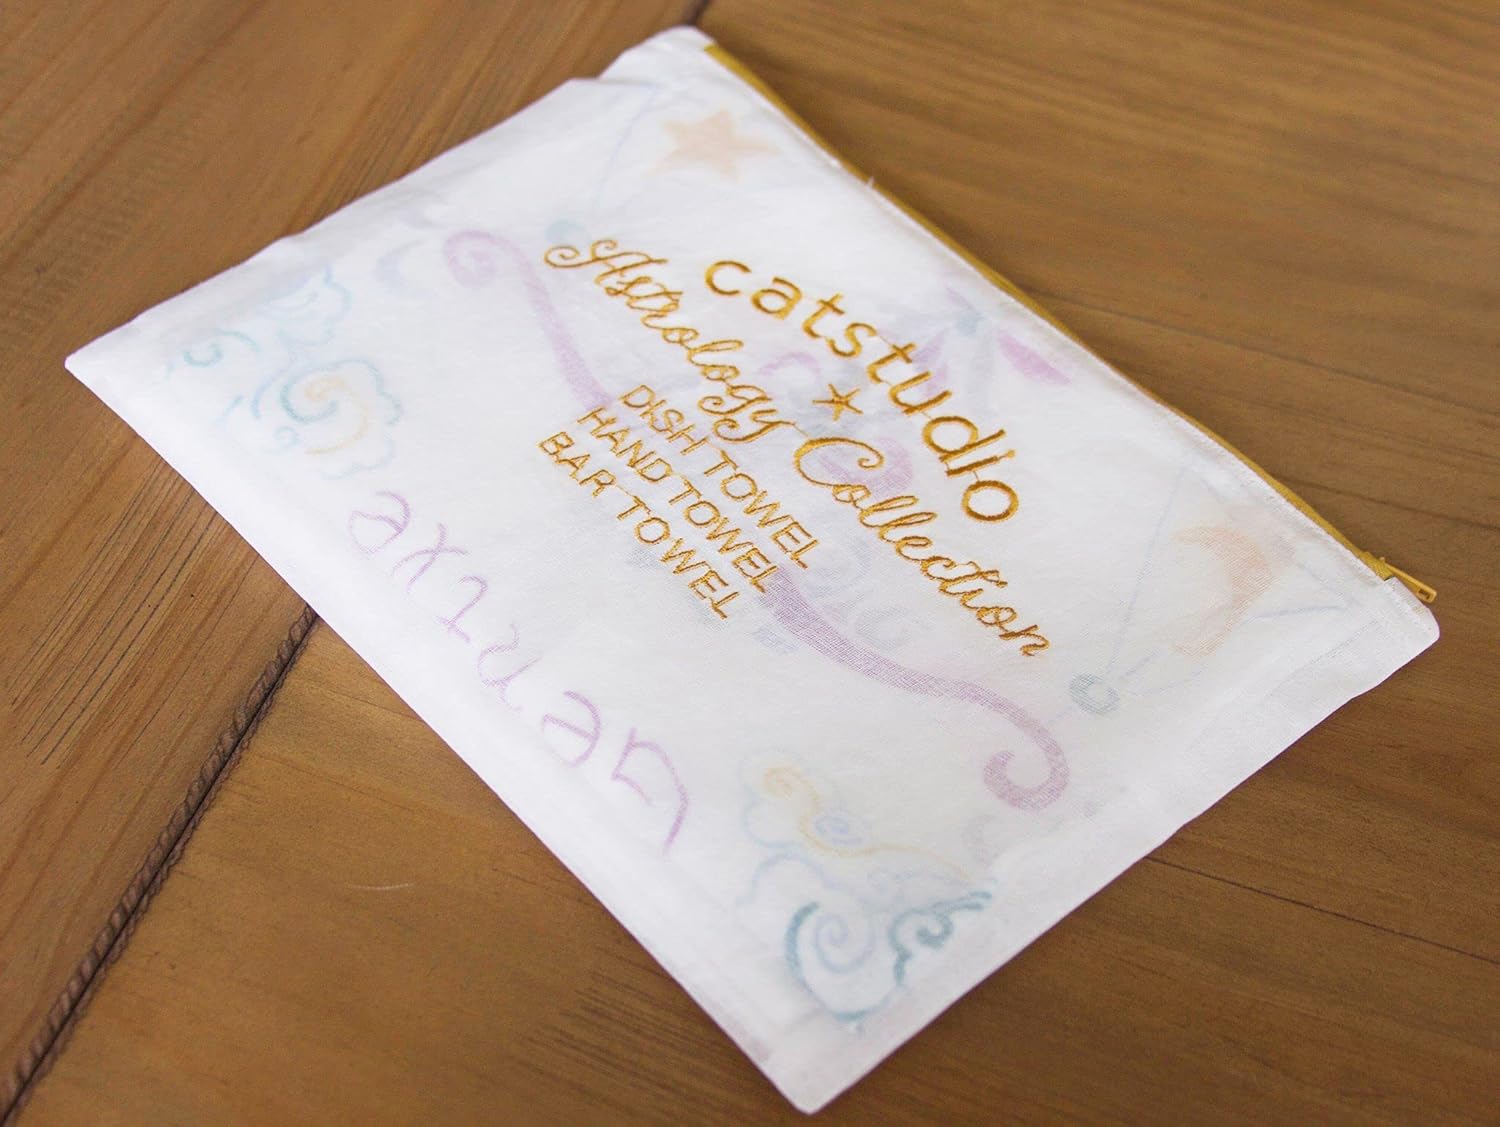 catstudio
Astrology Collection
DISH TOWEL
HAND TOWEL
BAR TOWEL